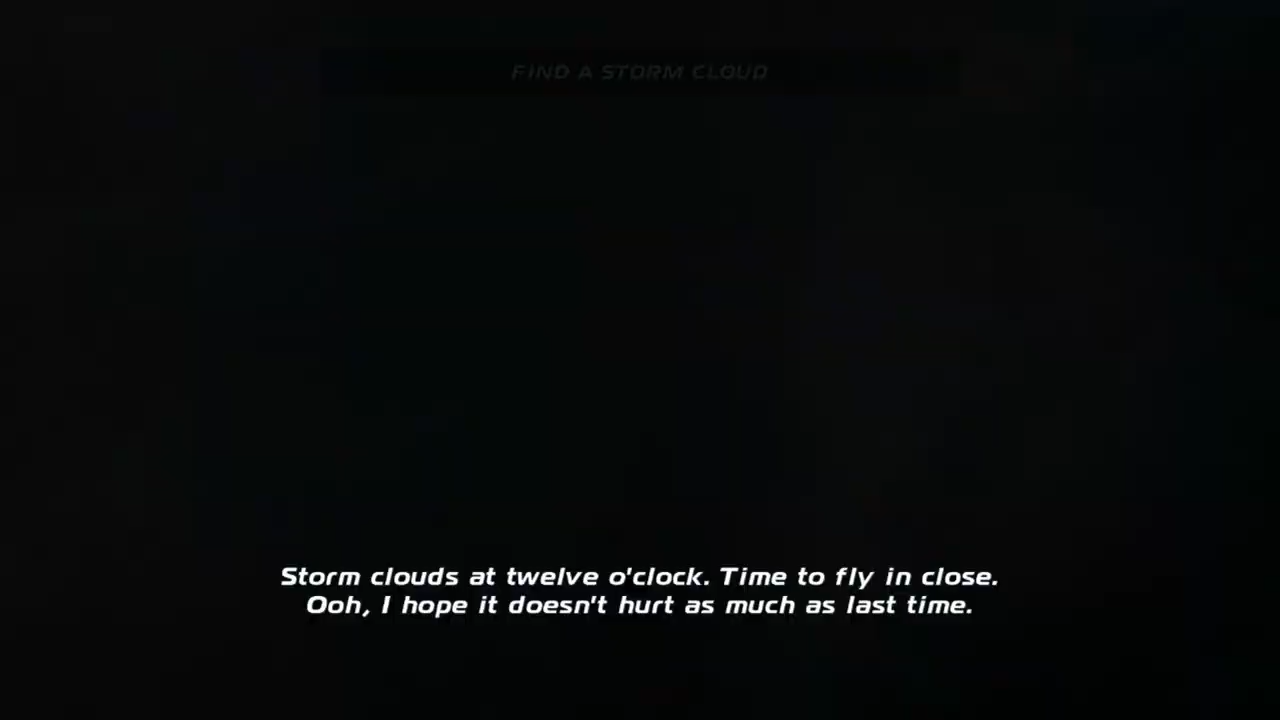 FIND A STORM CLOUD
Storm clouds at twelve o'clock. Time to fly in close.
Ooh, I hope it doesn't hurt as much as last time.